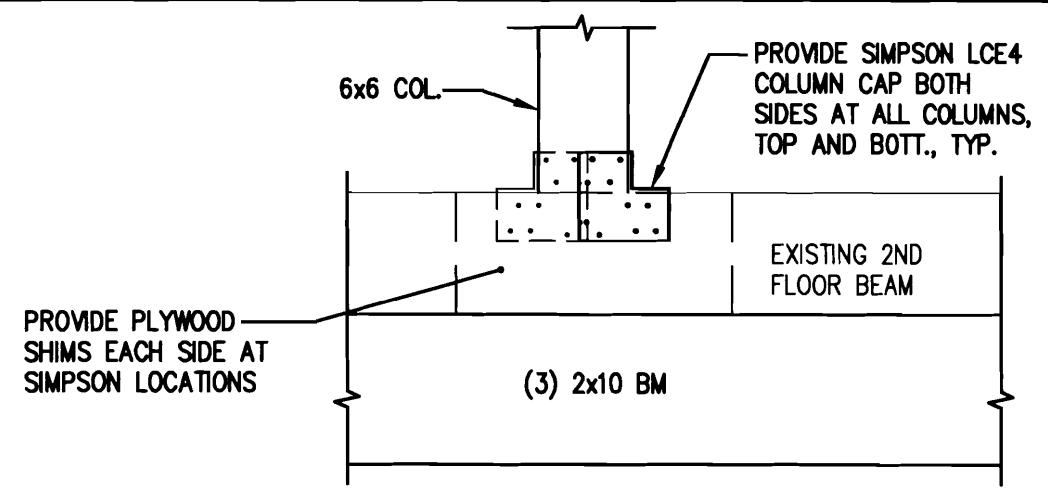 PROVIDE SIMPSON LCE4
COLUMN CAP BOTH
SIDES AT ALL COLUMNS,
TOP AND BOTT., TYP.
6x6 COL.
EXISTING 2ND
FLOOR BEAM
PROVIDE PLYWOOD
SHIMS EACH SIDE AT
SIMPSON LOCATIONS
(3) 2x10 BM